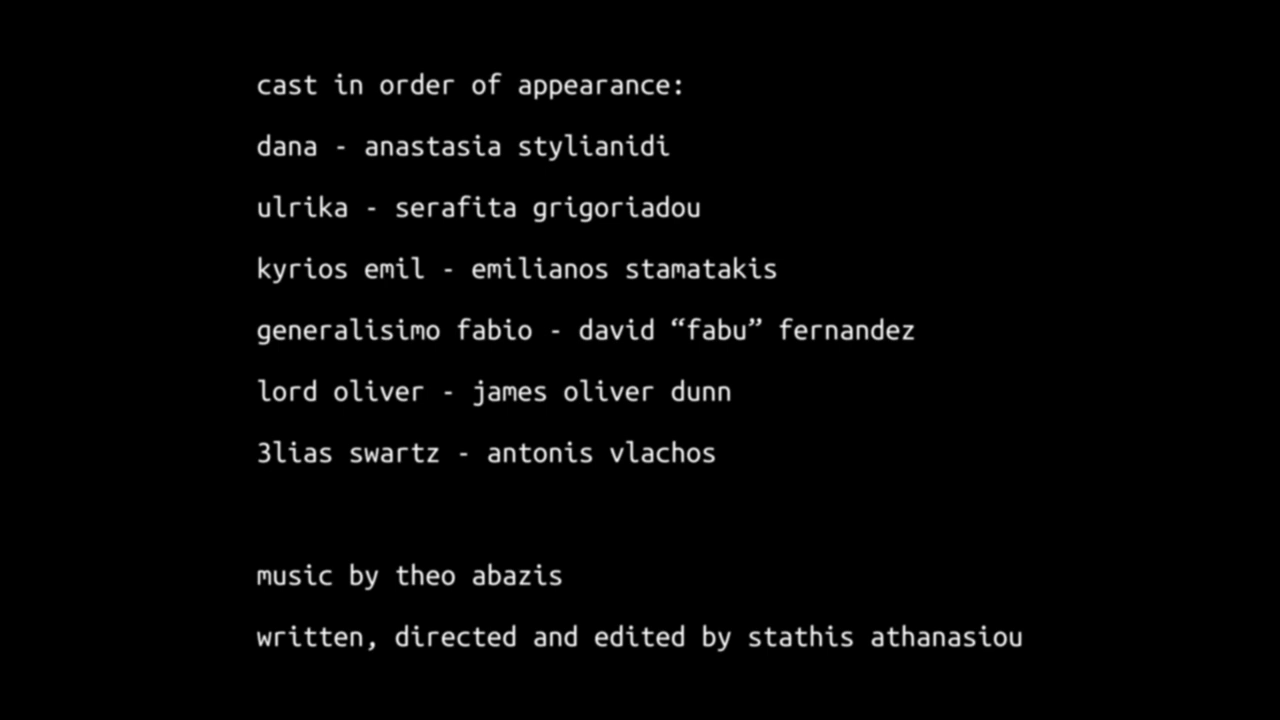 cast in order of appearance:
dana - anastasia stylianidi
ulrika - serafita grigoriadou
kyrios emil - emilianos stamatakis
generalisimo fabio - david “fabu” fernandez
lord oliver - james oliver dunn
3lias swartz - antonis vlachos
music by theo abazis
written, directed and edited by stathis athanasiou